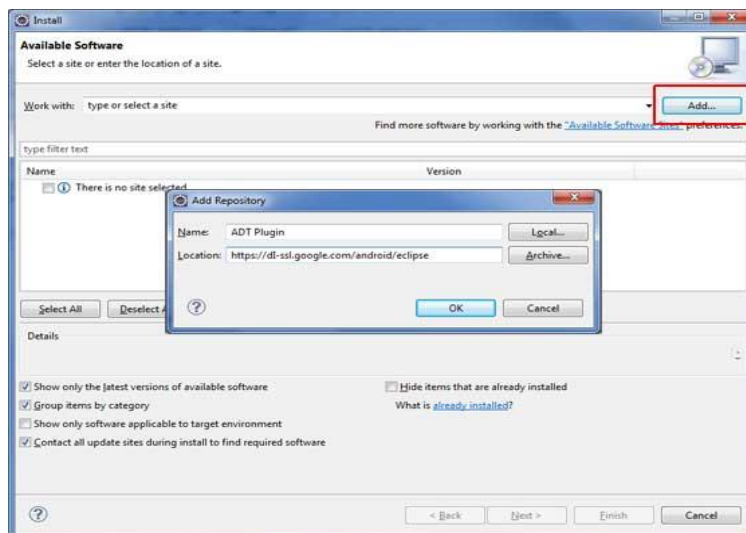 Install
Available Software
Select a site or enter the location of a site.
Work with: type or select a site
Add...
Find more software by working with the "Available Software Sites" preferences.
type filter text
Name Version
There is no site selected
Add Repository
Name: ADT Plugin Local...
Location: https://dl-ssl.google.com/android/eclipse Archive...
OK Cancel
Select All Deselect A
Details
Show only the latest versions of available software Hide items that are already installed
Group items by category What is already installed?
Show only software applicable to target environment
Contact all update sites during install to find required software
< Back Next > Finish Cancel